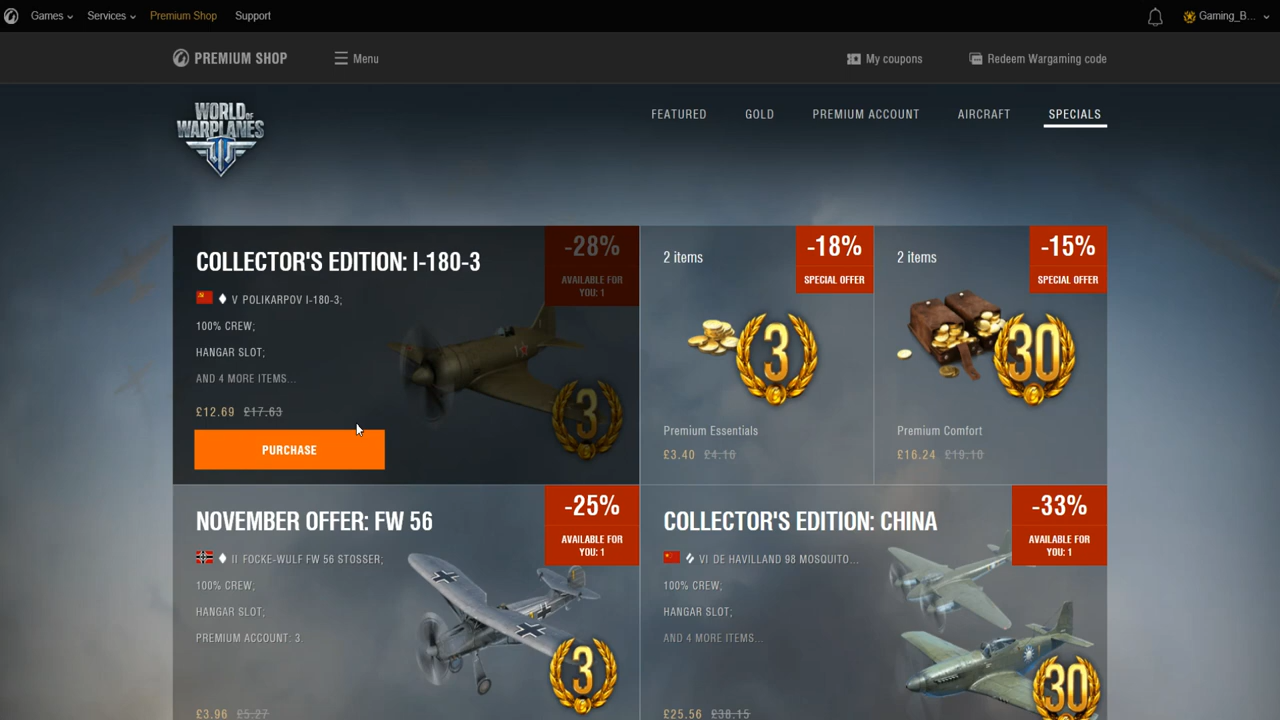 Games
Services
Premium Shop
Support
Gaming_B...
PREMIUM SHOP
Menu
My coupons
Redeem Wargaming code
WORLD OF
WARPLANES
FEATURED
GOLD
PREMIUM ACCOUNT
AIRCRAFT
SPECIALS
COLLECTOR'S EDITION: I-180-3
-28%
AVAILABLE FOR
YOU: 1
V POLIKARPOV I-180-3;
100% CREW;
HANGAR SLOT;
AND 4 MORE ITEMS...
£12.69 £17.63
PURCHASE
3
2 items
-18%
SPECIAL OFFER
3
Premium Essentials
£3.40 £4.16
2 items
-15%
SPECIAL OFFER
30
Premium Comfort
£16.24 £19.10
NOVEMBER OFFER: FW 56
-25%
AVAILABLE FOR
YOU: 1
II FOCKE-WULF FW 56 STOSSER;
100% CREW;
HANGAR SLOT;
PREMIUM ACCOUNT: 3.
3
£3.96 £5.27
COLLECTOR'S EDITION: CHINA
-33%
AVAILABLE FOR
YOU: 1
VI DE HAVILLAND 98 MOSQUITO...
100% CREW;
HANGAR SLOT;
AND 4 MORE ITEMS...
30
£25.56 £38.15